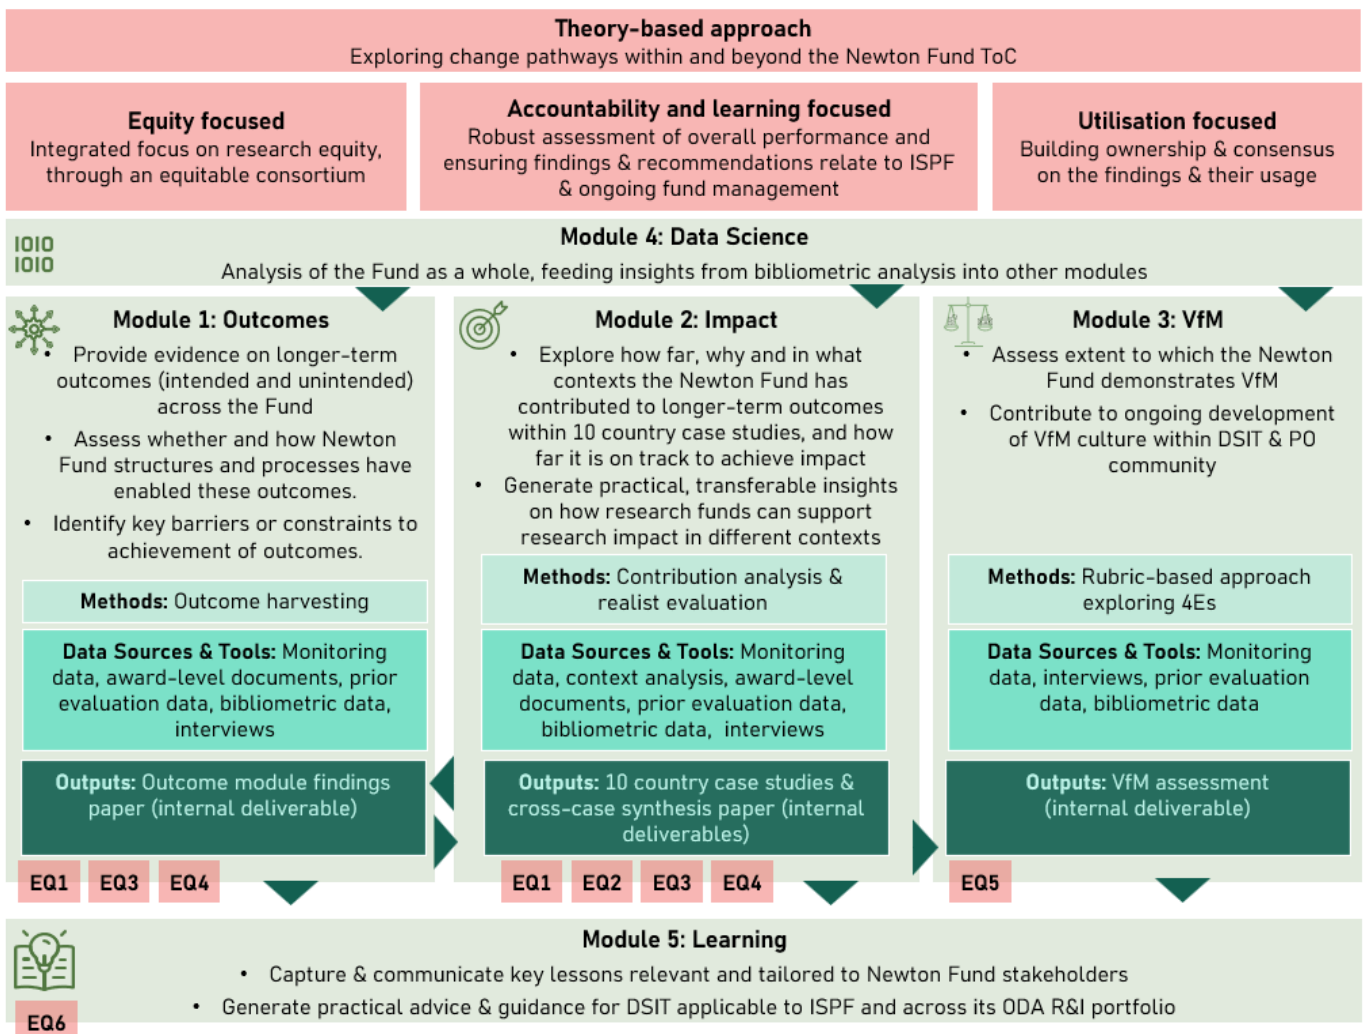 Theory-based approach
Exploring change pathways within and beyond the Newton Fund ToC
Equity focused
Integrated focus on research equity,
through an equitable consortium
Accountability and learning focused
Robust assessment of overall performance and
ensuring findings & recommendations relate to ISPF
& ongoing fund management
Utilisation focused
Building ownership & consensus
on the findings & their usage
1010
1010
Module 4: Data Science
Analysis of the Fund as a whole, feeding insights from bibliometric analysis into other modules
Module 1: Outcomes
• Provide evidence on longer-term
outcomes (intended and unintended)
across the Fund
• Assess whether and how Newton
Fund structures and processes have
enabled these outcomes.
• Identify key barriers or constraints to
achievement of outcomes.
Methods: Outcome harvesting
Data Sources & Tools: Monitoring
data, award-level documents, prior
evaluation data, bibliometric data,
interviews
Outputs: Outcome module findings
paper (internal deliverable)
EQ1 EQ3 EQ4
Module 2: Impact
• Explore how far, why and in what
contexts the Newton Fund has
contributed to longer-term outcomes
within 10 country case studies, and how
far it is on track to achieve impact
• Generate practical, transferable insights
on how research funds can support
research impact in different contexts
Methods: Contribution analysis &
realist evaluation
Data Sources & Tools: Monitoring
data, context analysis, award-level
documents, prior evaluation data,
bibliometric data, interviews
Outputs: 10 country case studies &
cross-case synthesis paper (internal
deliverables)
EQ1 EQ2 EQ3 EQ4
Module 3: VfM
• Assess extent to which the Newton
Fund demonstrates VfM
• Contribute to ongoing development
of VfM culture within DSIT & PO
community
Methods: Rubric-based approach
exploring 4Es
Data Sources & Tools: Monitoring
data, interviews, prior evaluation
data, bibliometric data
Outputs: VfM assessment
(internal deliverable)
EQ5
Module 5: Learning
• Capture & communicate key lessons relevant and tailored to Newton Fund stakeholders
• Generate practical advice & guidance for DSIT applicable to ISPF and across its ODA R&I portfolio
EQ6